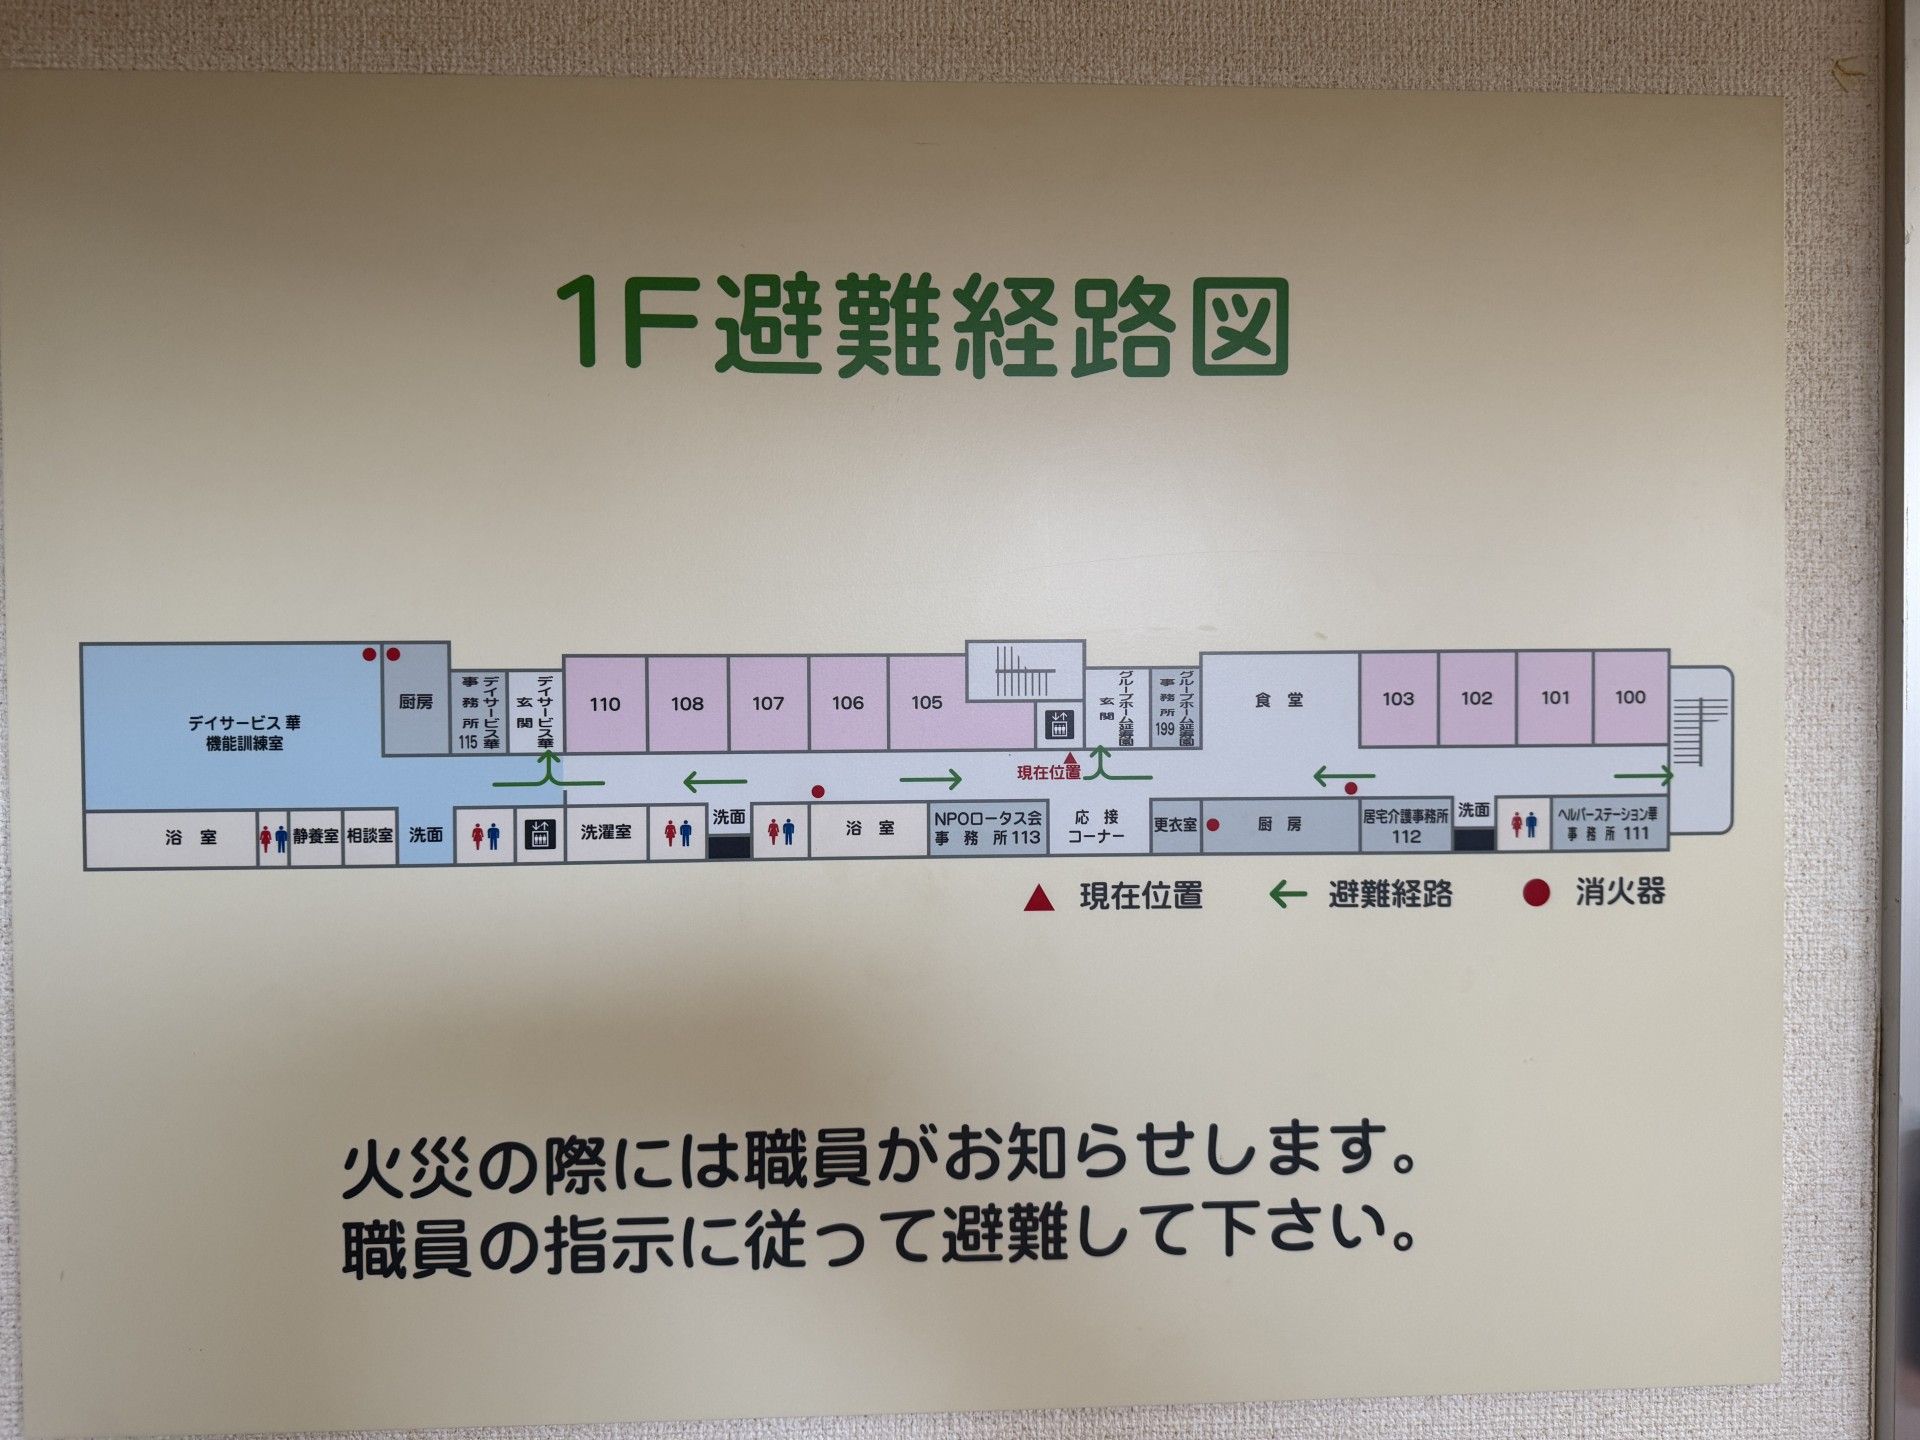 1F避難経路図
デイサービス 華
機能訓練室
厨房
デイサービス華
事務所 115
デイサービス華
玄関
110
108
107
106
105
グループホーム延寿園
玄関
グループホーム延寿園
事務所 199
食 堂
103
102
101
100
現在位置
浴 室
静養室
相談室
洗面
洗濯室
洗面
浴 室
NPOロータス会
事 務 所 113
応 接
コーナー
更衣室
厨 房
居宅介護事務所
112
洗面
ヘルパーステーション華
事 務 所 111
現在位置
避難経路
消火器
火災の際には職員がお知らせします。
職員の指示に従って避難して下さい。